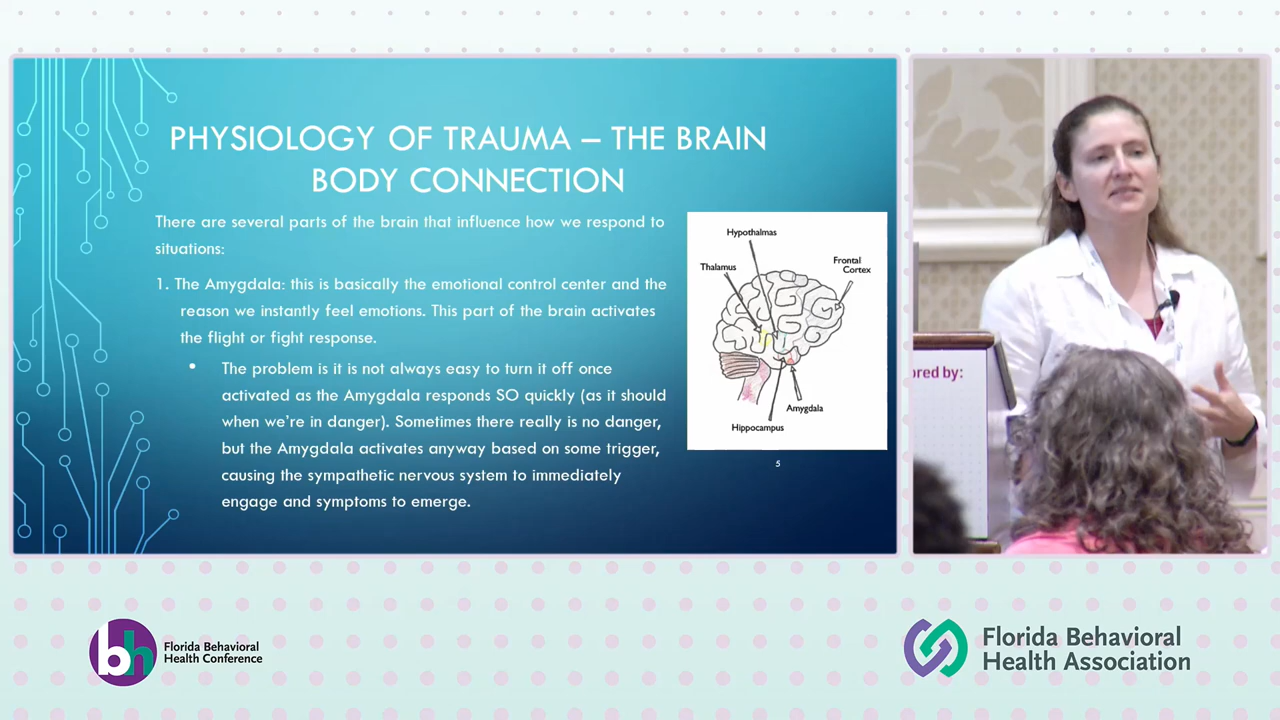 PHYSIOLOGY OF TRAUMA – THE BRAIN
BODY CONNECTION
There are several parts of the brain that influence how we respond to
situations:
1. The Amygdala: this is basically the emotional control center and the
reason we instantly feel emotions. This part of the brain activates
the flight or fight response.
• The problem is it is not always easy to turn it off once
activated as the Amygdala responds SO quickly (as it should
when we're in danger). Sometimes there really is no danger,
but the Amygdala activates anyway based on some trigger,
causing the sympathetic nervous system to immediately
engage and symptoms to emerge.
Hypothalmas
Thalamus
Frontal
Cortex
Amygdala
Hippocampus
5
ored by:
bh
Florida Behavioral
Health Conference
Florida Behavioral
Health Association